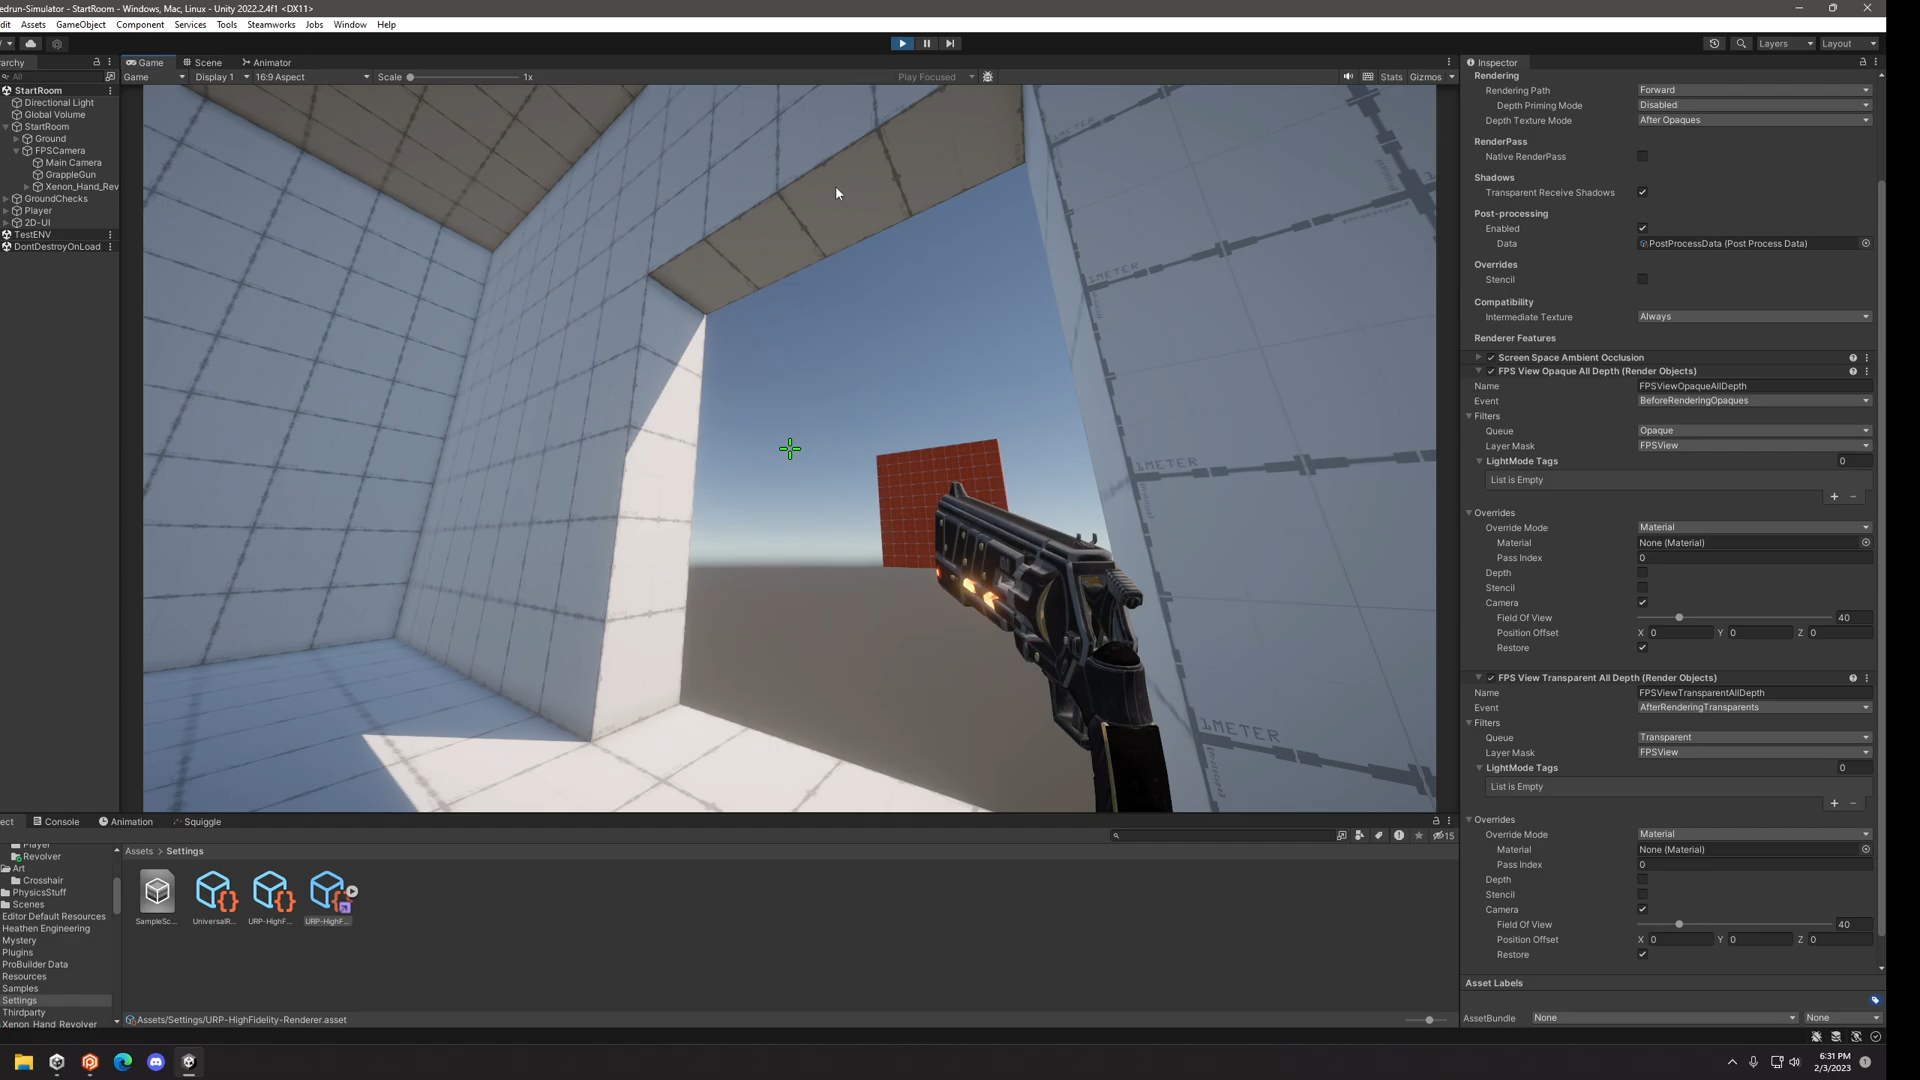 edrun-Simulator - StartRoom - Windows, Mac, Linux - Unity 2022.2.4f1 <DX11>
dit Assets GameObject Component Services Tools Steamworks Jobs Window Help
Layers Layout
rarchy
Game Scene Animator
Inspector
All
Game Display 1 16:9 Aspect Scale 1x Play Focused Stats Gizmos
StartRoom
Directional Light
Global Volume
StartRoom
Ground
FPSCamera
Main Camera
GrappleGun
Xenon_Hand_Rev
GroundChecks
Player
2D-UI
TestENV
DontDestroyOnLoad
1METER
1METER
1METER
1METER
Rendering
Rendering Path Forward
Depth Priming Mode Disabled
Depth Texture Mode After Opaques
RenderPass
Native RenderPass
Shadows
Transparent Receive Shadows
Post-processing
Enabled
Data PostProcessData (Post Process Data)
Overrides
Stencil
Compatibility
Intermediate Texture Always
Renderer Features
Screen Space Ambient Occlusion
FPS View Opaque All Depth (Render Objects)
Name FPSViewOpaqueAllDepth
Event BeforeRenderingOpaques
Filters
Queue Opaque
Layer Mask FPSView
LightMode Tags 0
List is Empty
Overrides
Override Mode Material
Material None (Material)
Pass Index 0
Depth
Stencil
Camera
Field Of View 40
Position Offset X 0 Y 0 Z 0
Restore
FPS View Transparent All Depth (Render Objects)
Name FPSViewTransparentAllDepth
Event AfterRenderingTransparents
Filters
Queue Transparent
Layer Mask FPSView
LightMode Tags 0
List is Empty
Overrides
Override Mode Material
Material None (Material)
Pass Index 0
Depth
Stencil
Camera
Field Of View 40
Position Offset X 0 Y 0 Z 0
Restore
Asset Labels
AssetBundle None None
ect Console Animation Squiggle
15
Player
Revolver
Art
Crosshair
PhysicsStuff
Scenes
Editor Default Resources
Heathen Engineering
Mystery
Plugins
ProBuilder Data
Resources
Samples
Settings
Thirdparty
Xenon Hand Revolver
Assets > Settings
SampleSc... UniversalR... URP-HighF... URP-HighF...
Assets/Settings/URP-HighFidelity-Renderer.asset
6:31 PM
2/3/2023
1